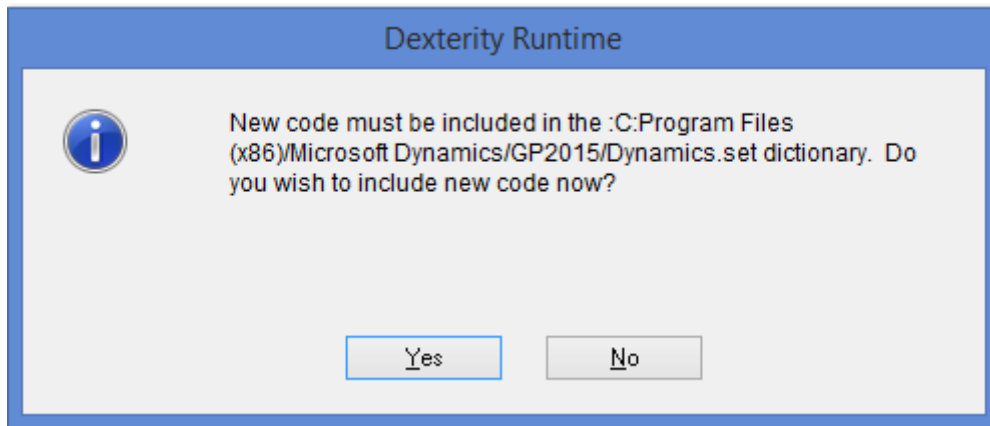 Dexterity Runtime
New code must be included in the :C:Program Files
(x86)/Microsoft Dynamics/GP2015/Dynamics.set dictionary.  Do
you wish to include new code now?
Yes
No